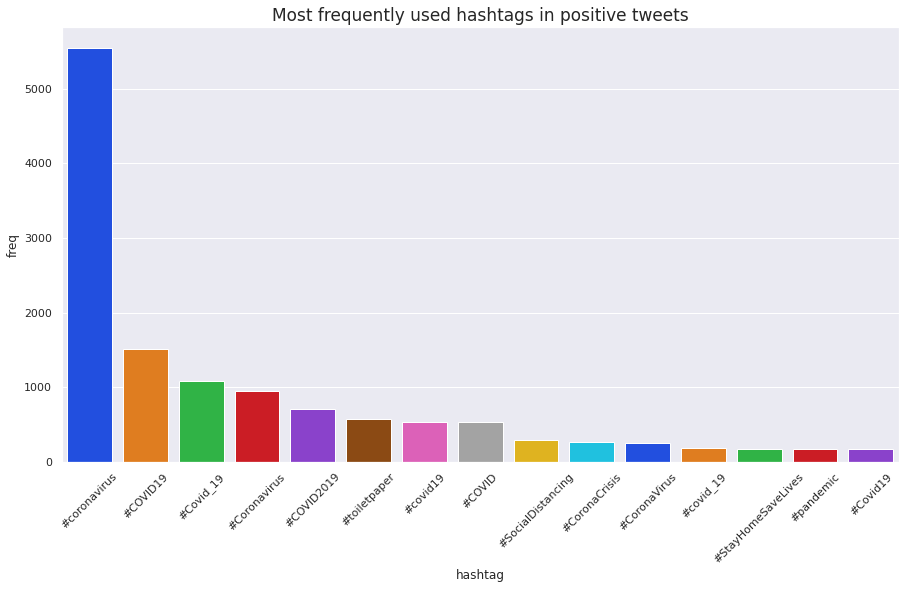 Most frequently used hashtags in positive tweets
freq
5000
4000
3000
2000
1000
0
#coronavirus
#COVID19
#Covid_19
#Coronavirus
#COVID2019
#toiletpaper
#covid19
#COVID
#SocialDistancing
#CoronaCrisis
#CoronaVirus
#covid_19
#StayHomeSaveLives
#pandemic
#Covid19
hashtag